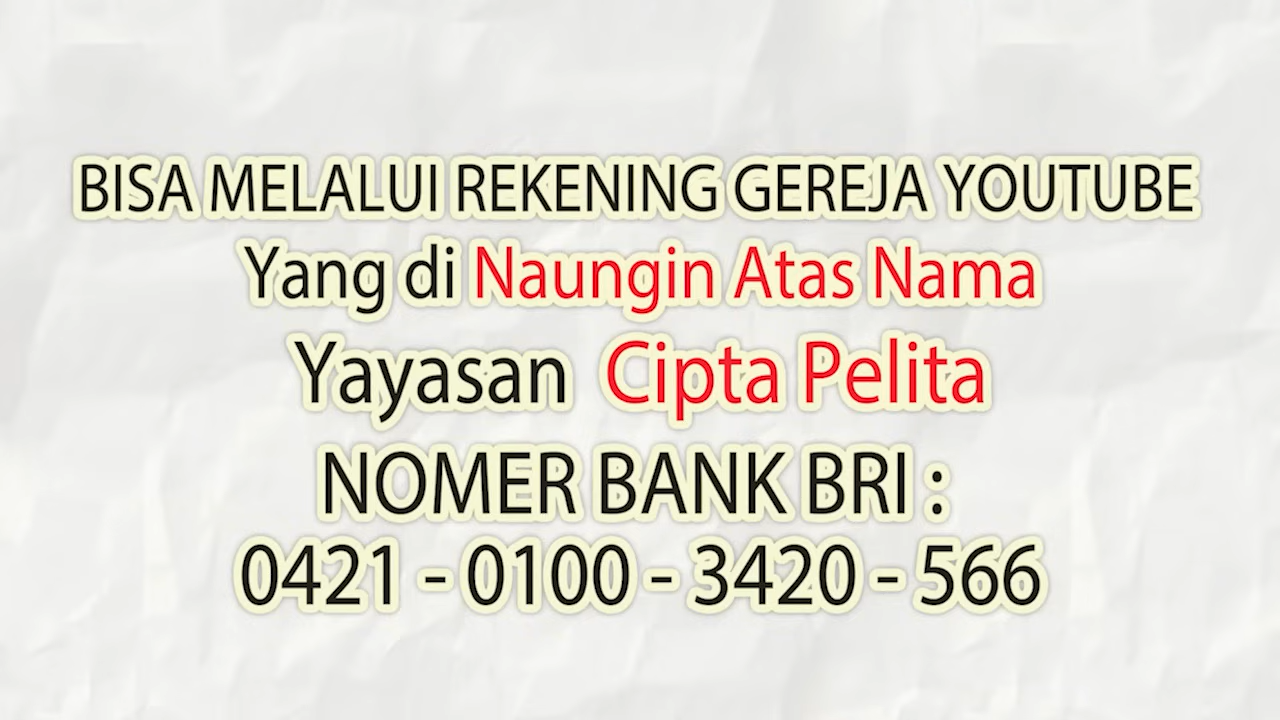 BISA MELALUI REKENING GEREJA YOUTUBE
Yang di Naungin Atas Nama
Yayasan Cipta Pelita
NOMER BANK BRI :
0421 - 0100 - 3420 - 566